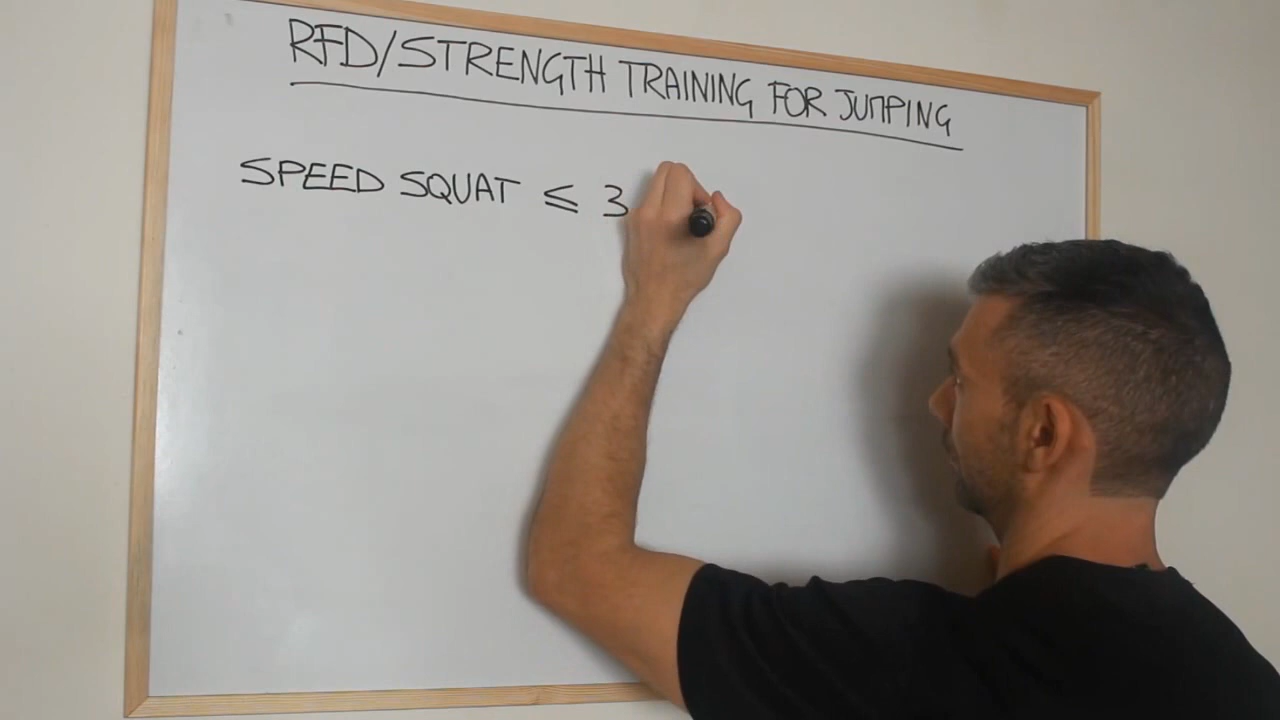 RFD/STRENGTH TRAINING FOR JUMPING
SPEED SQUAT ≤ 3